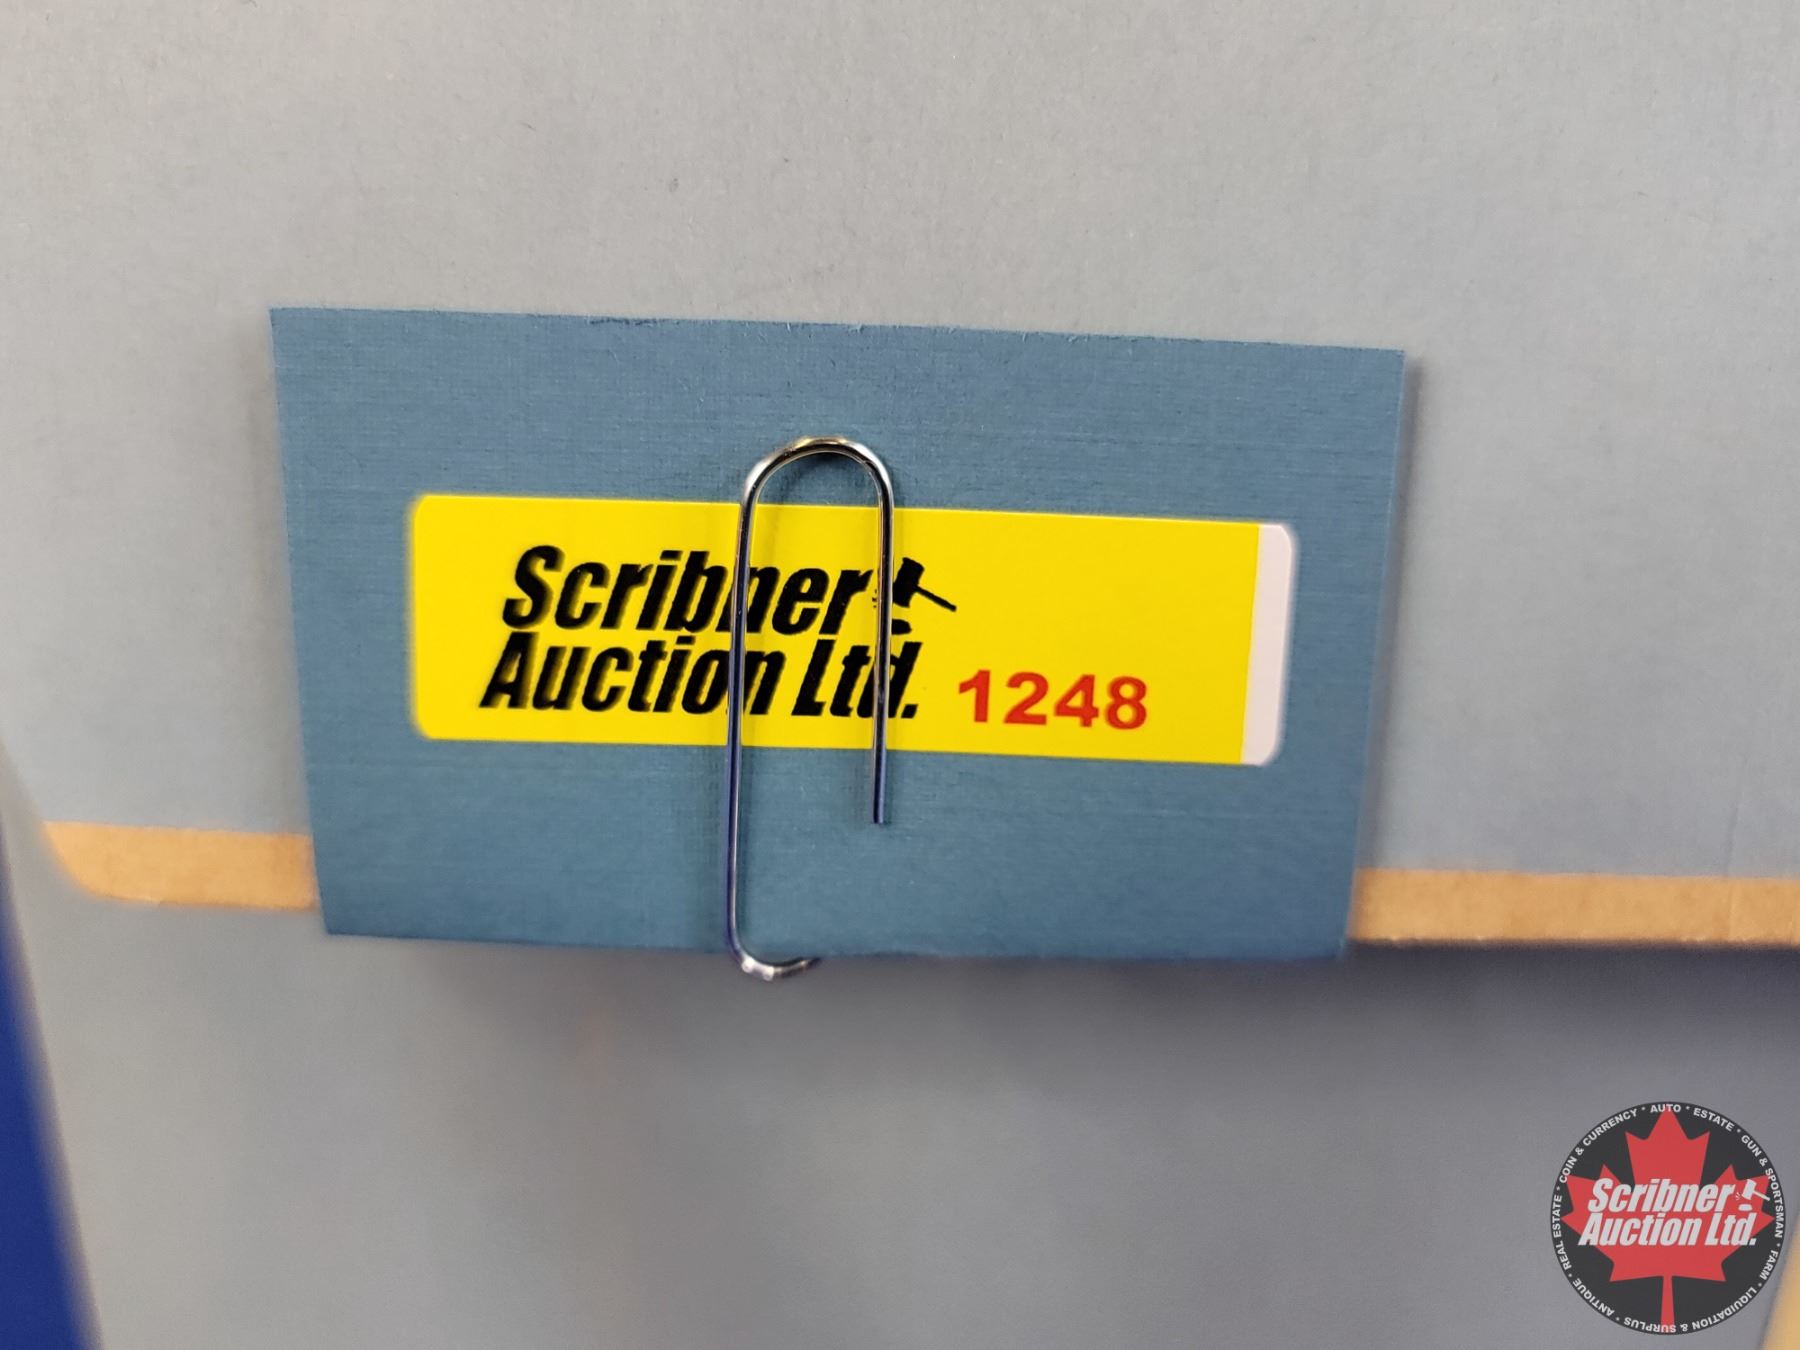 Scribner
Auction Ltd. 1248
COIN & CURRENCY * AUTO * ESTATE * GUN & SPORTSMAN * FARM * LIQUIDATION & SURPLUS * ANTIQUE * REAL ESTATE *
Scribner
Auction Ltd.